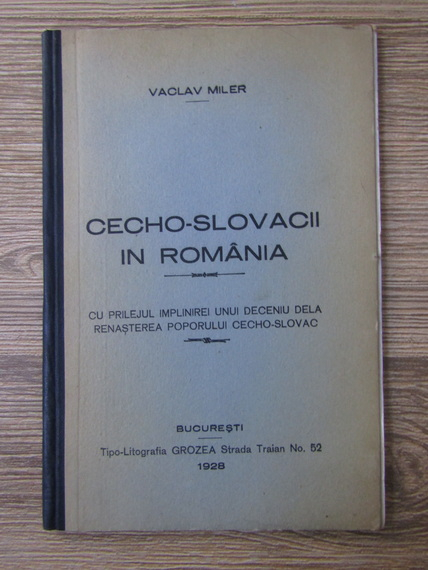 VACLAV MILER
CECHO-SLOVACII
IN ROMÂNIA
CU PRILEJUL IMPLINIREI UNUI DECENIU DELA
RENAȘTEREA POPORULUI CECHO-SLOVAC
BUCUREȘTI
Tipo-Litografia GROZEA Strada Traian No. 52
1928